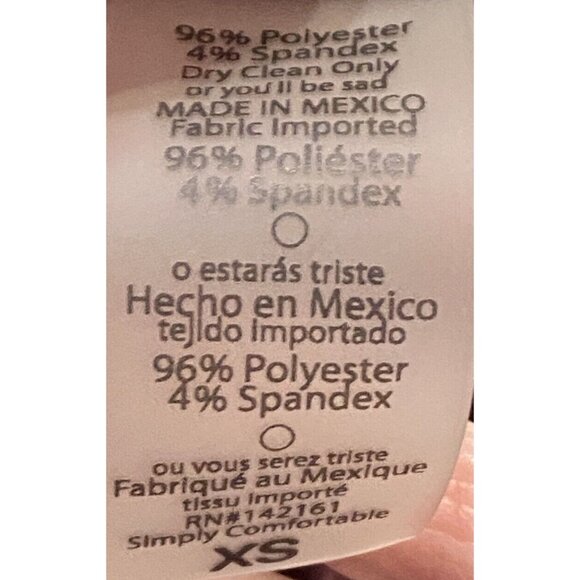 96% Polyester
4% Spandex
Dry Clean Only
or you'll be sad
MADE IN MEXICO
Fabric Imported
96% Poliéster
4% Spandex
o estarás triste
Hecho en Mexico
tejido importado
96% Polyester
4% Spandex
ou vous serez triste
Fabriqué au Mexique
tissu importé
RN#142161
Simply Comfortable
XS